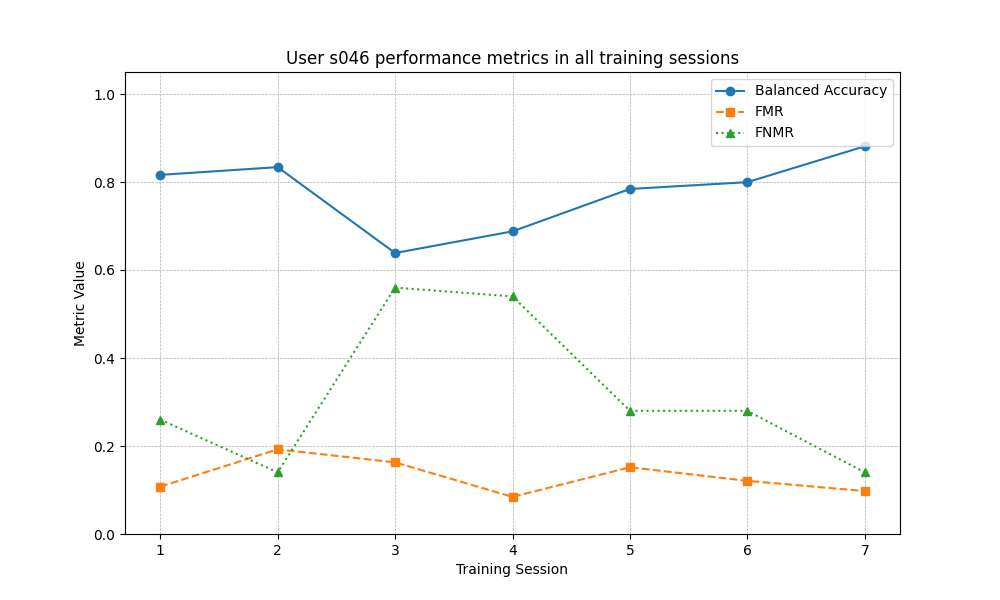 User s046 performance metrics in all training sessions
Balanced Accuracy
FMR
FNMR
Metric Value
1.0
0.8
0.6
0.4
0.2
0.0
1 2 3 4 5 6 7
Training Session